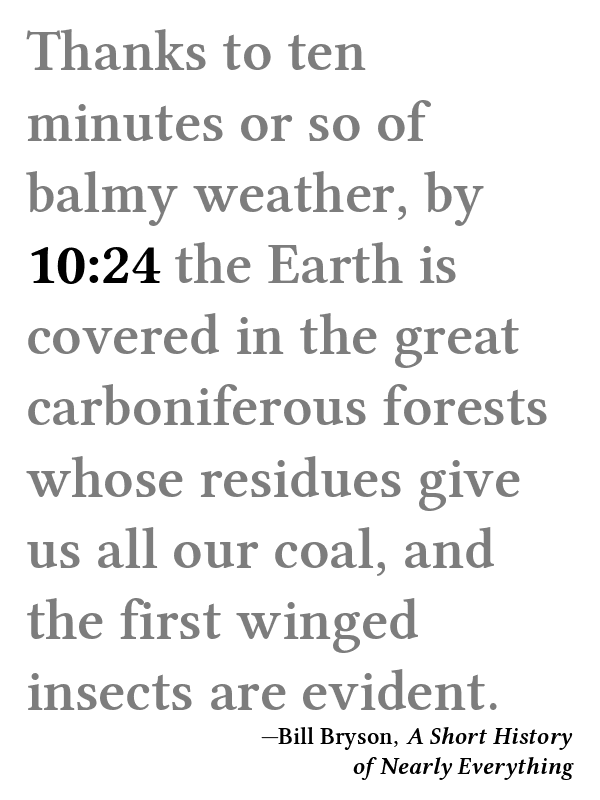 Thanks to ten
minutes or so of
balmy weather, by
10:24 the Earth is
covered in the great
carboniferous forests
whose residues give
us all our coal, and
the first winged
insects are evident.
—Bill Bryson, A Short History
of Nearly Everything